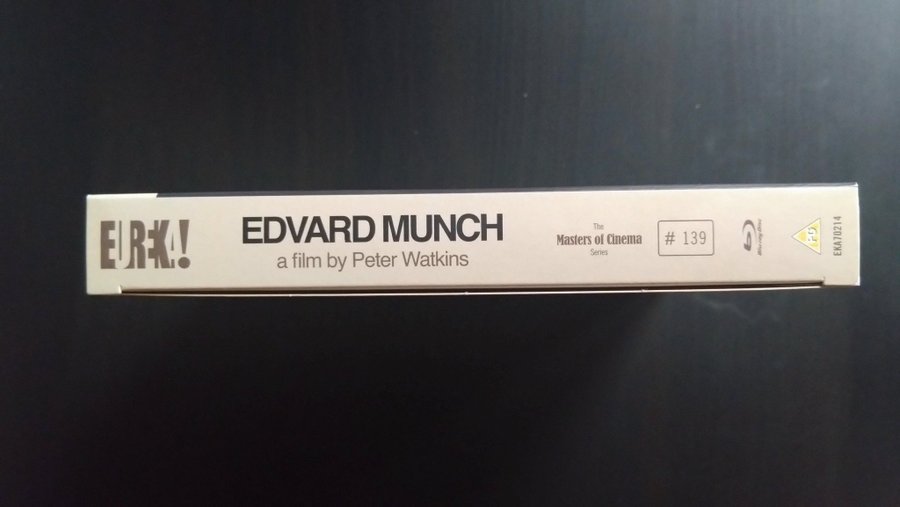 EUREKA!
EDVARD MUNCH
a film by Peter Watkins
The
Masters of Cinema
Series
# 139
Blu-ray Disc
PG
EKA70214